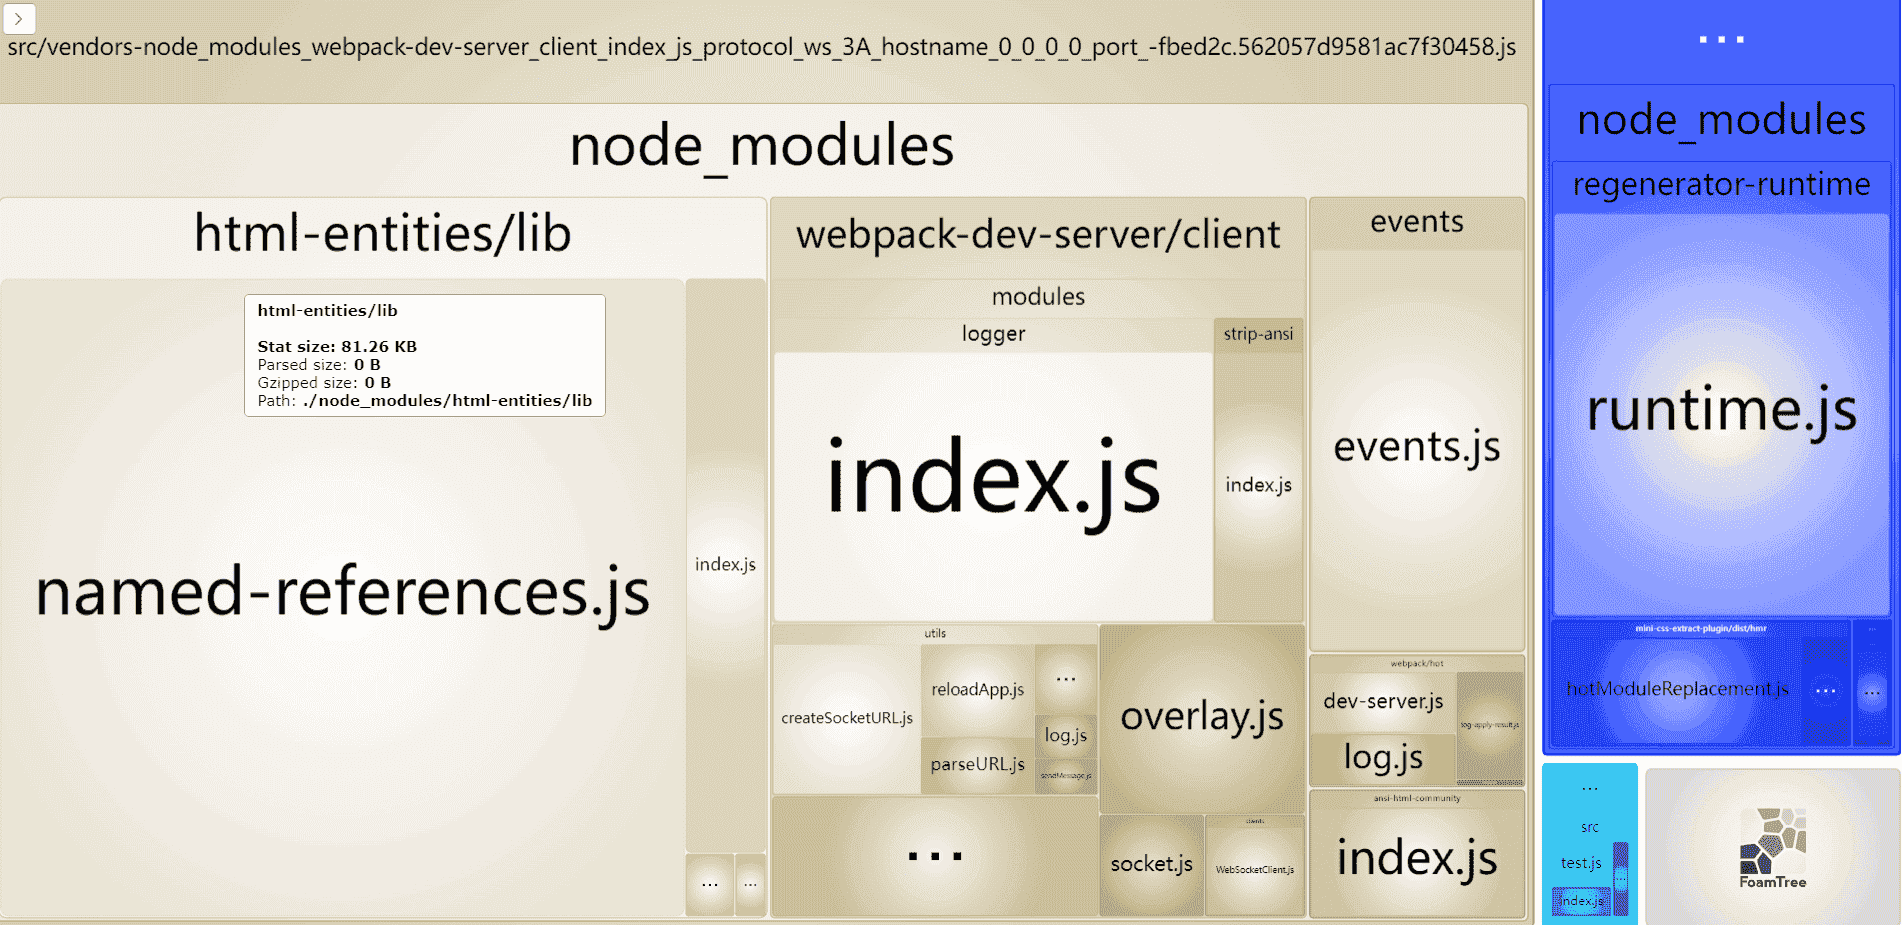 src/vendors-node_modules_webpack-dev-server_client_index_js_protocol_ws_3A_hostname_0_0_0_0_port_-fbed2c.562057d9581ac7f30458.js
node_modules
html-entities/lib
html-entities/lib
Stat size: 81.26 KB
Parsed size: 0 B
Gzipped size: 0 B
Path: ./node_modules/html-entities/lib
named-references.js
index.js
...
...
webpack-dev-server/client
modules
logger
index.js
strip-ansi
index.js
utils
createSocketURL.js
reloadApp.js
parseURL.js
...
log.js
sendMessage.js
...
overlay.js
socket.js
clients
WebSocketClient.js
events
events.js
webpack/hot
dev-server.js
log.js
log-apply-result.js
ansi-html-community
index.js
...
node_modules
regenerator-runtime
runtime.js
mini-css-extract-plugin/dist/hmr
hotModuleReplacement.js
...
...
...
...
src
test.js
index.js
...
FoamTree